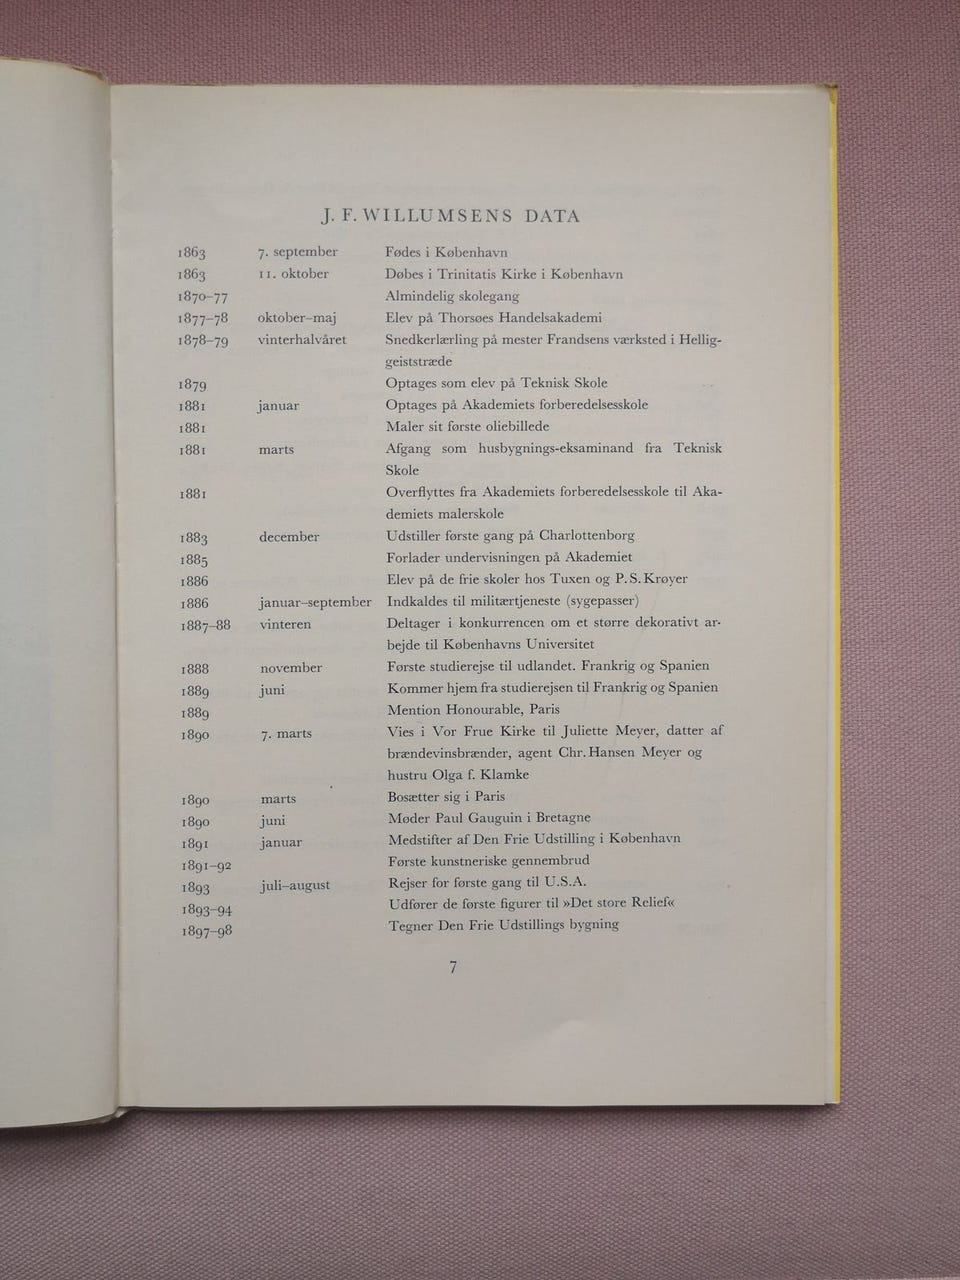 J. F. WILLUMSENS DATA
1863 7. september Fødes i København
1863 11. oktober Døbes i Trinitatis Kirke i København
1870–77 Almindelig skolegang
1877–78 oktober–maj Elev på Thorsøes Handelsakademi
1878–79 vinterhalvåret Snedkerlærling på mester Frandsens værksted i Hellig-
geiststræde
1879 Optages som elev på Teknisk Skole
1881 januar Optages på Akademiets forberedelsesskole
1881 Maler sit første oliebillede
1881 marts Afgang som husbygnings-eksaminand fra Teknisk
Skole
1881 Overflyttes fra Akademiets forberedelsesskole til Aka-
demiets malerskole
1883 december Udstiller første gang på Charlottenborg
1885 Forlader undervisningen på Akademiet
1886 Elev på de frie skoler hos Tuxen og P. S. Krøyer
1886 januar–september Indkaldes til militærtjeneste (sygepasser)
1887–88 vinteren Deltager i konkurrencen om et større dekorativt ar-
bejde til Københavns Universitet
1888 november Første studierejse til udlandet. Frankrig og Spanien
1889 juni Kommer hjem fra studierejsen til Frankrig og Spanien
1889 Mention Honourable, Paris
1890 7. marts Vies i Vor Frue Kirke til Juliette Meyer, datter af
brændevinsbrænder, agent Chr. Hansen Meyer og
hustru Olga f. Klamke
1890 marts Bosætter sig i Paris
1890 juni Møder Paul Gauguin i Bretagne
1891 januar Medstifter af Den Frie Udstilling i København
1891–92 Første kunstneriske gennembrud
1893 juli–august Rejser for første gang til U.S.A.
1893–94 Udfører de første figurer til »Det store Relief«
1897–98 Tegner Den Frie Udstillings bygning
7